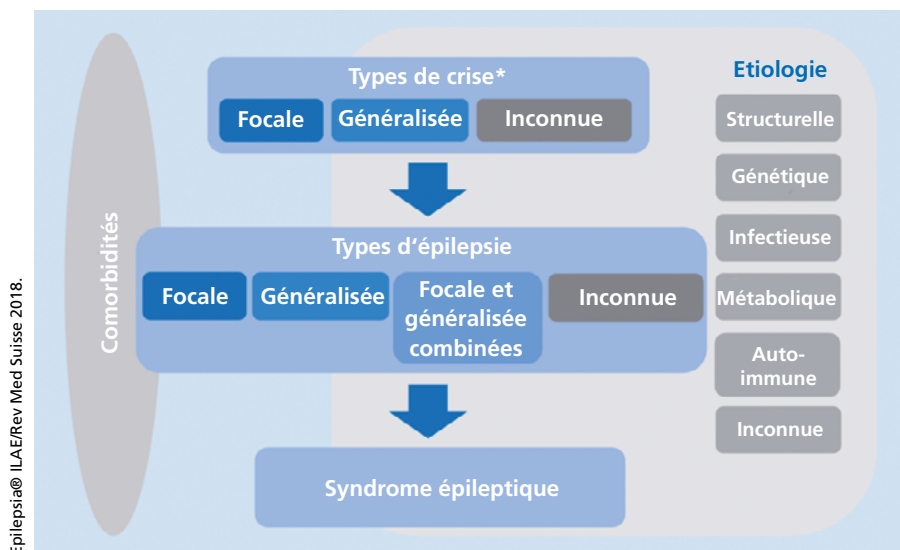 Types de crise*
Focale
Généralisée
Inconnue
Types d'épilepsie
Focale
Généralisée
Focale et
généralisée
combinées
Inconnue
Syndrome épileptique
Comorbidités
Etiologie
Structurelle
Génétique
Infectieuse
Métabolique
Auto-
immune
Inconnue
Epilepsia® ILAE/Rev Med Suisse 2018.